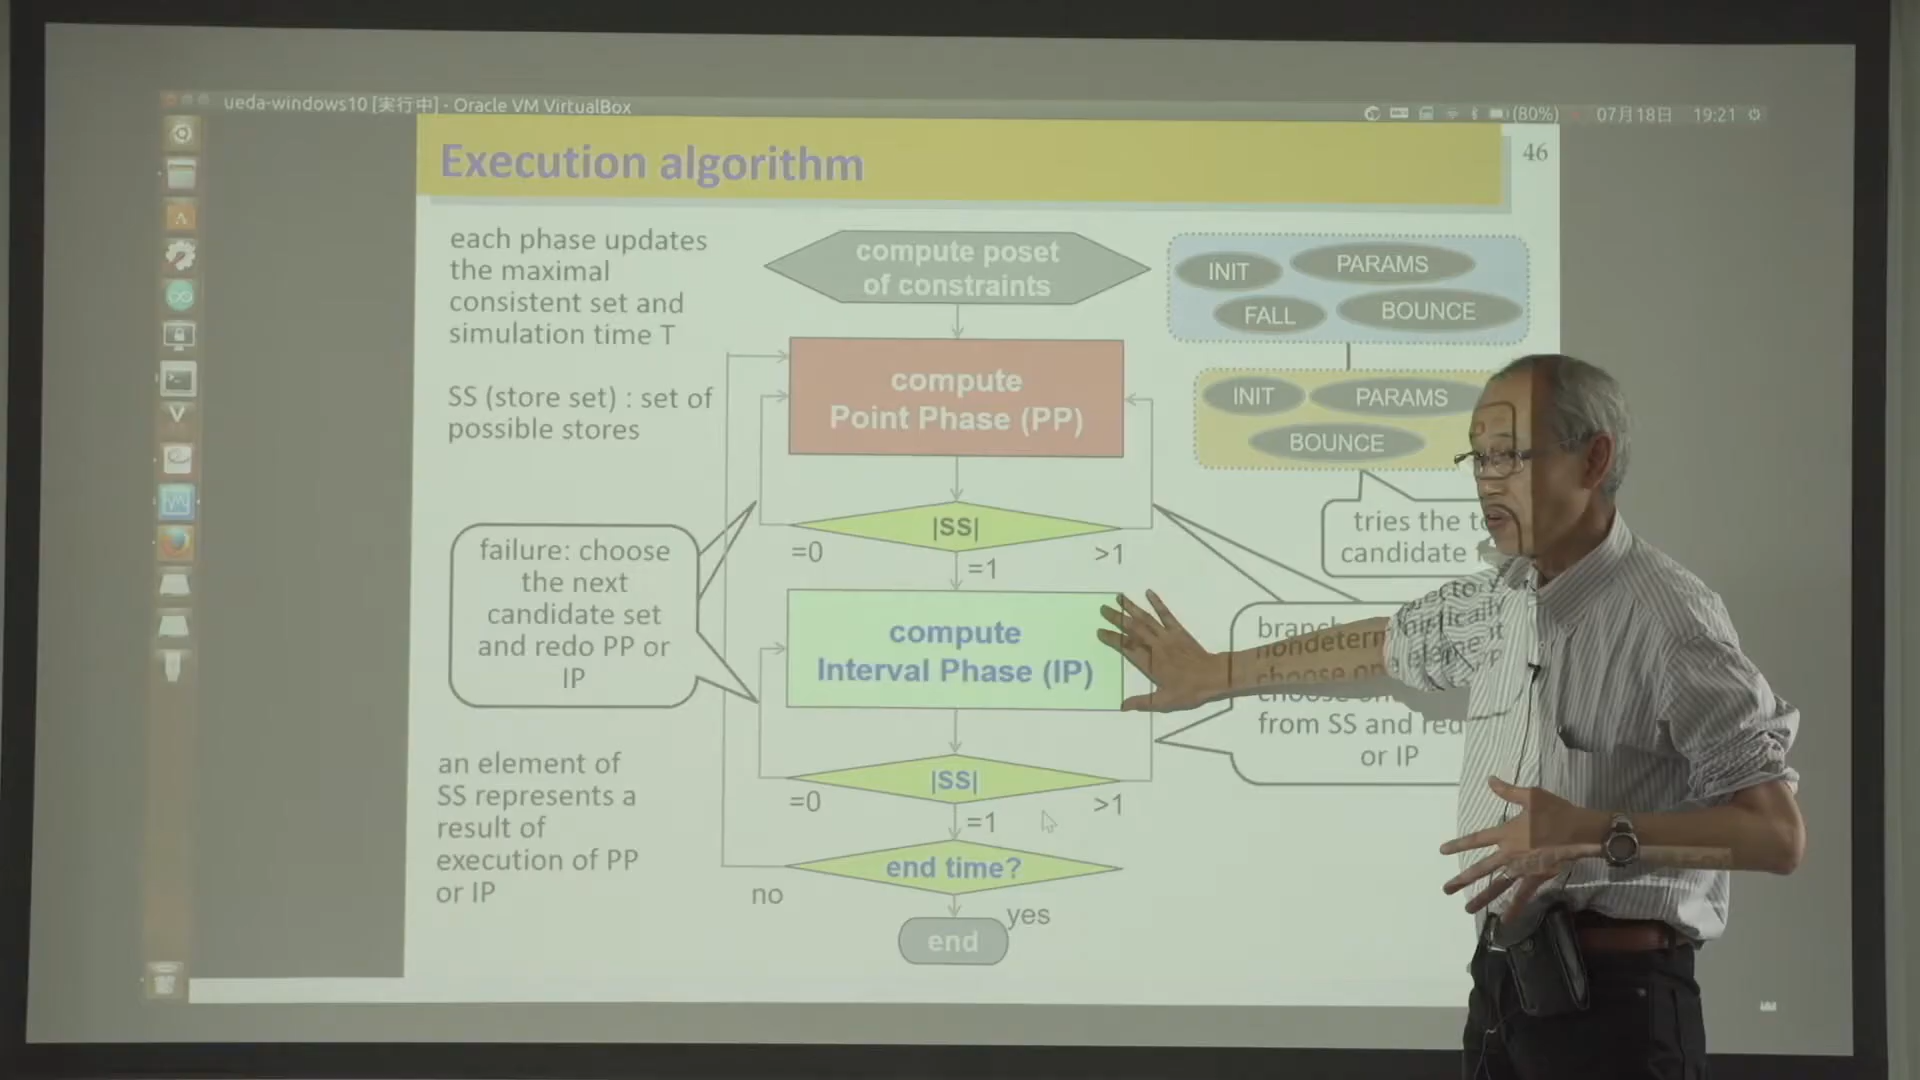 ueda-windows10 [実行中] - Oracle VM VirtualBox
(80%) 07月18日 19:21
Execution algorithm
46
each phase updates
the maximal
consistent set and
simulation time T
SS (store set) : set of
possible stores
compute poset
of constraints
INIT
PARAMS
FALL
BOUNCE
compute
Point Phase (PP)
INIT
PARAMS
BOUNCE
|SS|
=0
=1
>1
tries the
candidate
failure: choose
the next
candidate set
and redo PP or
IP
compute
Interval Phase (IP)
from SS and
or IP
|SS|
=0
=1
>1
an element of
SS represents a
result of
execution of PP
or IP
end time?
no
yes
end